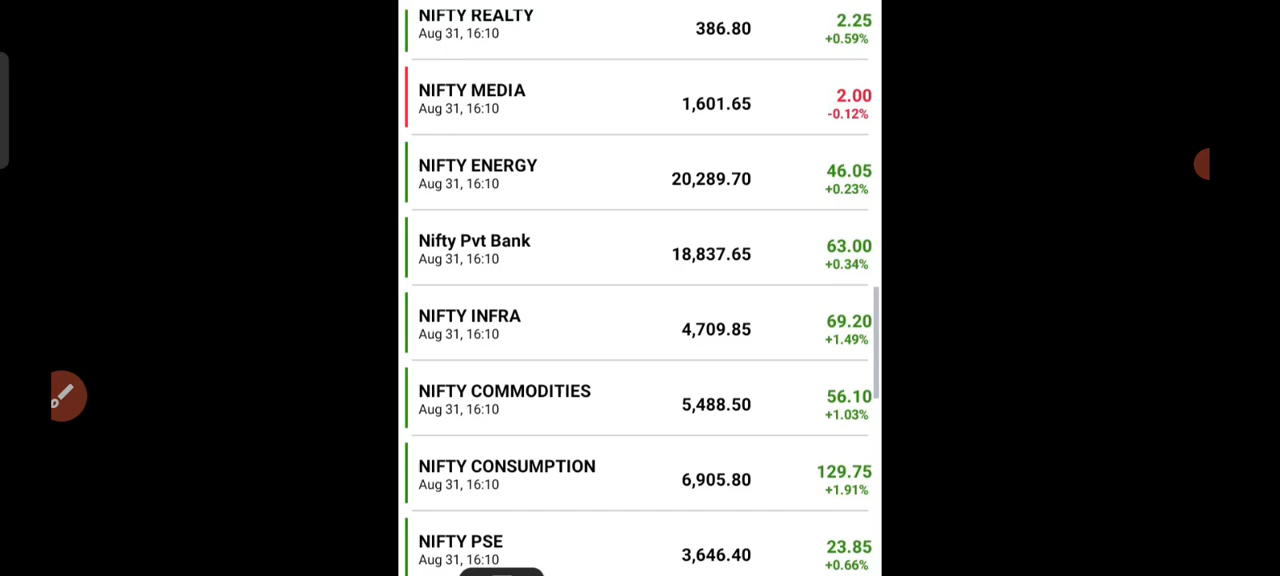 NIFTY REALTY
Aug 31, 16:10
386.80
2.25
+0.59%
NIFTY MEDIA
Aug 31, 16:10
1,601.65
2.00
-0.12%
NIFTY ENERGY
Aug 31, 16:10
20,289.70
46.05
+0.23%
Nifty Pvt Bank
Aug 31, 16:10
18,837.65
63.00
+0.34%
NIFTY INFRA
Aug 31, 16:10
4,709.85
69.20
+1.49%
NIFTY COMMODITIES
Aug 31, 16:10
5,488.50
56.10
+1.03%
NIFTY CONSUMPTION
Aug 31, 16:10
6,905.80
129.75
+1.91%
NIFTY PSE
Aug 31, 16:10
3,646.40
23.85
+0.66%